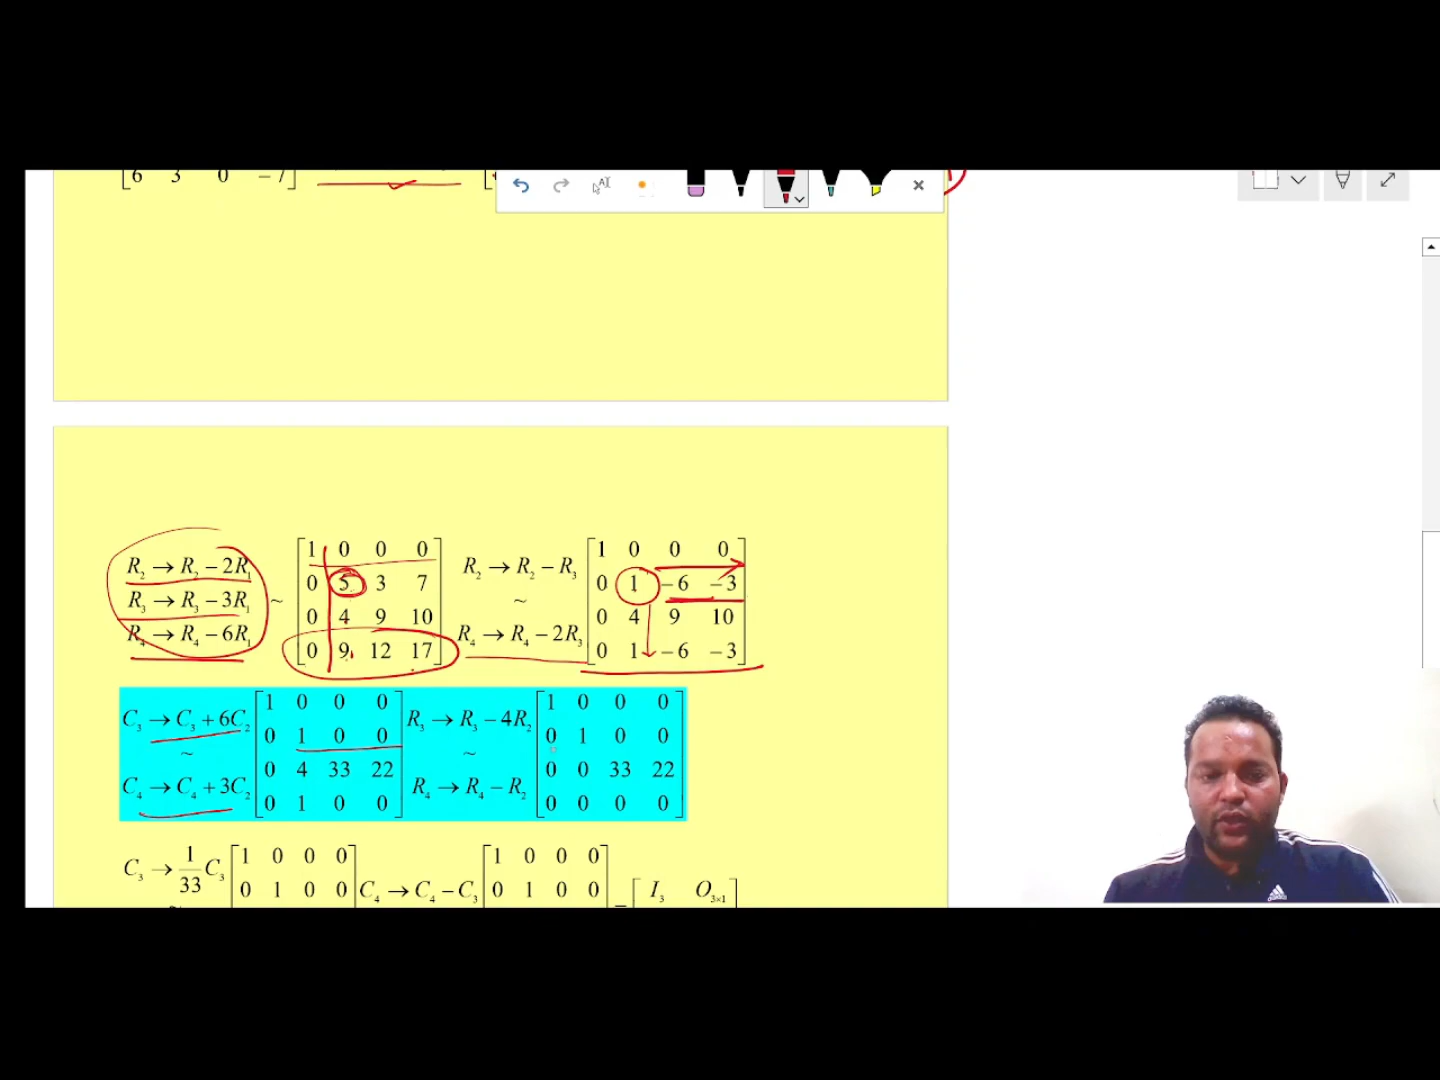 [6 3 0 −7]
R₂ → R₂ − 2R₁
R₃ → R₃ − 3R₁
R₄ → R₄ − 6R₁
~
1 0 0 0
0 5 3 7
0 4 9 10
0 9 12 17
R₂ → R₂ − R₃
~
R₄ → R₄ − 2R₃
1 0 0 0
0 1 −6 −3
0 4 9 10
0 1 −6 −3
C₃ → C₃ + 6C₂
~
C₄ → C₄ + 3C₂
1 0 0 0
0 1 0 0
0 4 33 22
0 1 0 0
R₃ → R₃ − 4R₂
~
R₄ → R₄ − R₂
1 0 0 0
0 1 0 0
0 0 33 22
0 0 0 0
C₃ → 1/33 C₃
1 0 0 0
0 1 0 0
C₄ → C₄ − C₃
1 0 0 0
0 1 0 0
= [I₃ O₃ₓ₁]
adidas